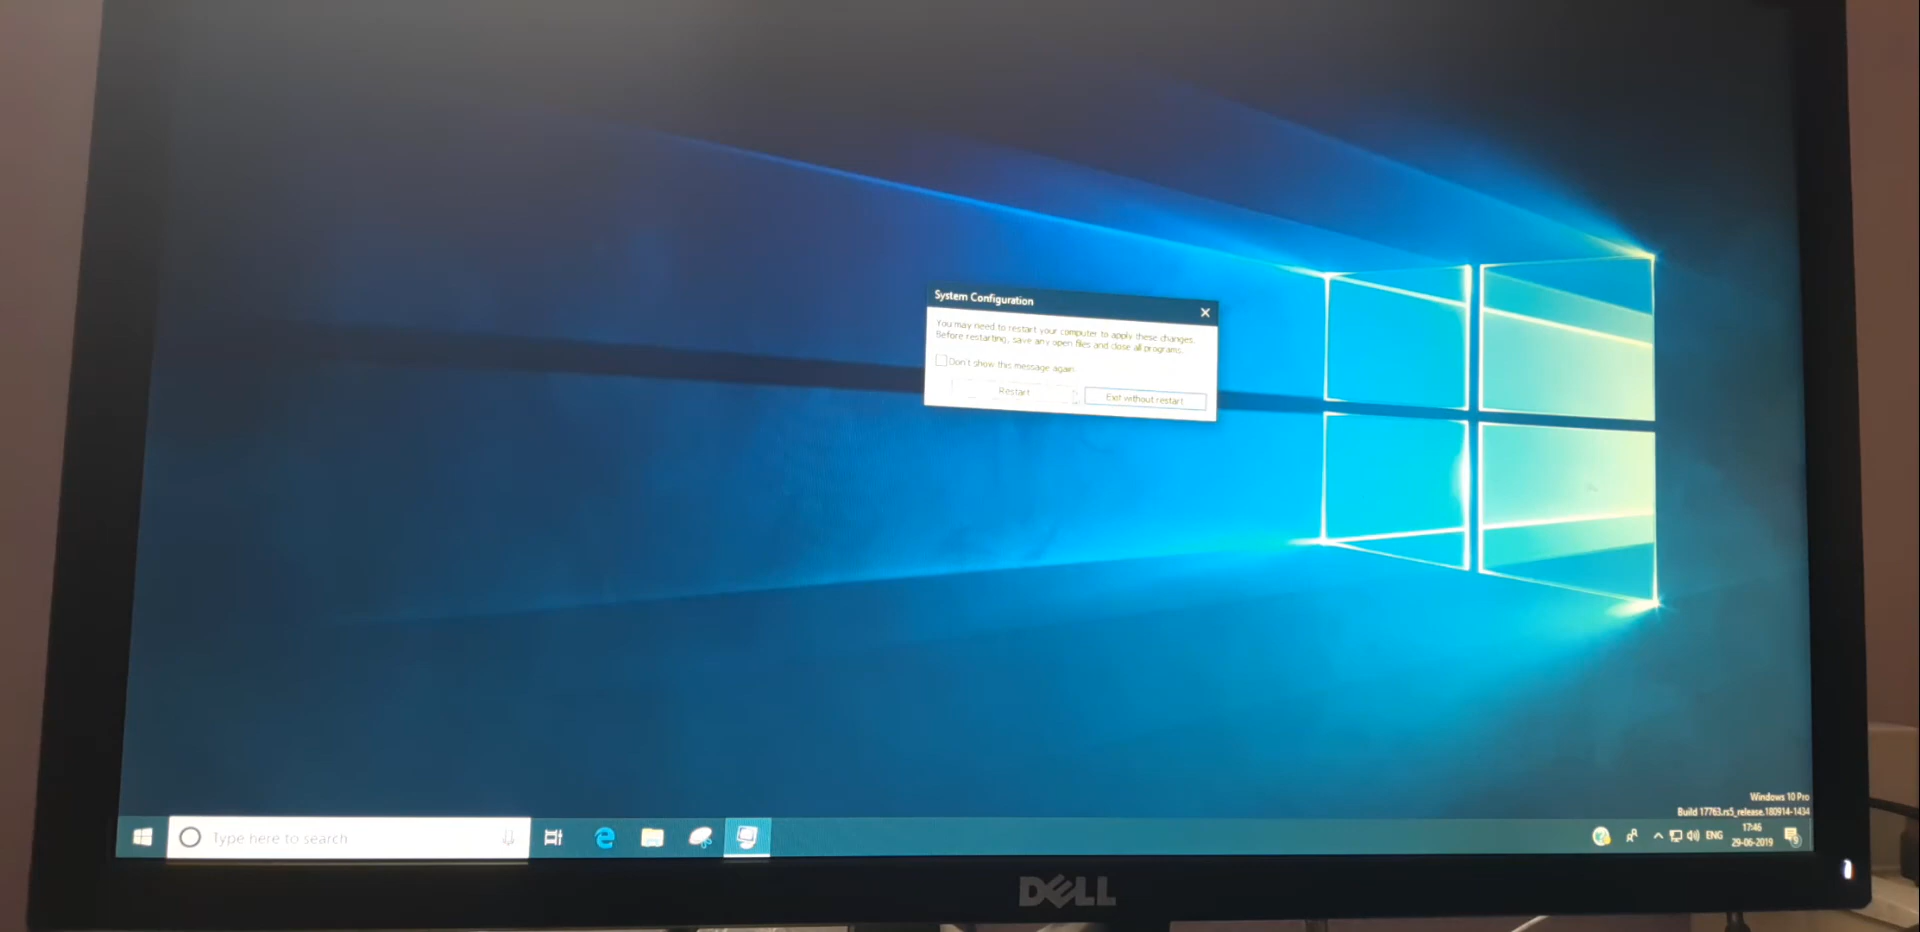 System Configuration
You may need to restart your computer to apply these changes.
Before restarting, save any open files and close all programs.
Don't show this message again.
Restart
Exit without restart
Windows 10 Pro
Build 17763.rs5_release.180914-1434
Type here to search
ENG
17:46
29-06-2019
DELL